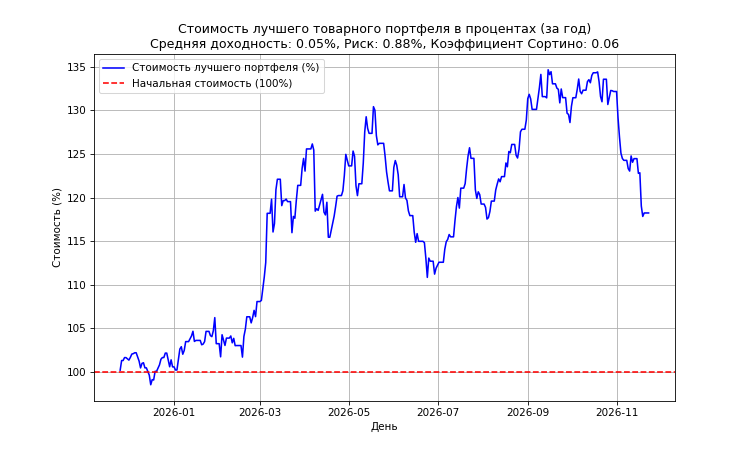 Стоимость лучшего товарного портфеля в процентах (за год)
Средняя доходность: 0.05%, Риск: 0.88%, Коэффициент Сортино: 0.06
Стоимость лучшего портфеля (%)
Начальная стоимость (100%)
Стоимость (%)
135
130
125
120
115
110
105
100
2026-01
2026-03
2026-05
2026-07
2026-09
2026-11
День